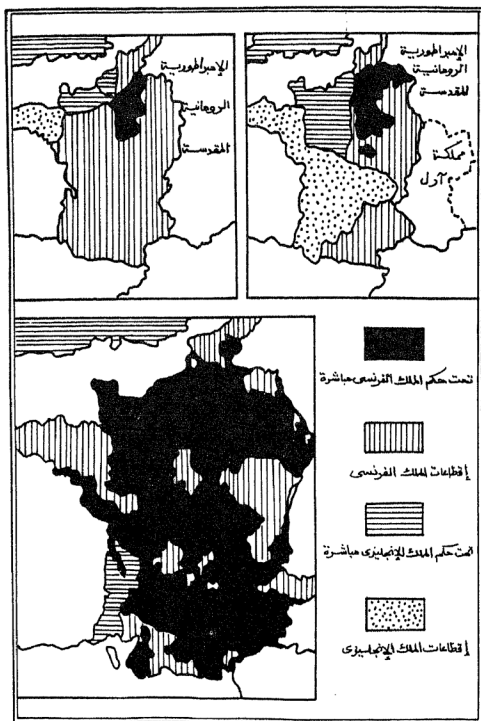 الإمبراطورية
الرومانية
المقدسة
مملكة
آرل
الإمبراطورية
الرومانية
المقدسة
تحت حكم الملك الفرنسى مباشرة
إقطاعات الملك الفرنسى
تحت حكم الملك الإنجليزى مباشرة
إقطاعات الملك الإنجليزى